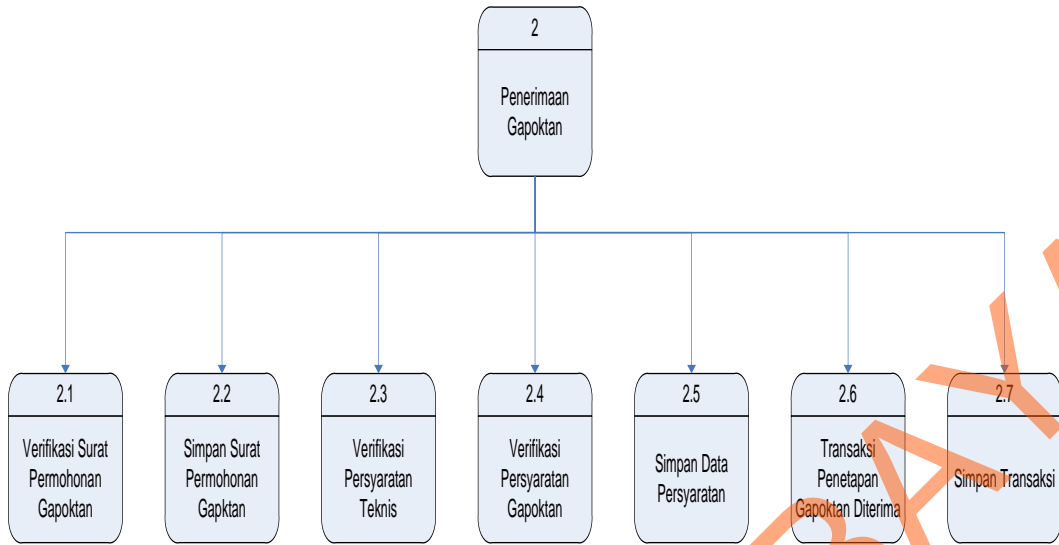 2
Penerimaan
Gapoktan
2.1
Verifikasi Surat
Permohonan
Gapoktan
2.2
Simpan Surat
Permohonan
Gapktan
2.3
Verifikasi
Persyaratan
Teknis
2.4
Verifikasi
Persyaratan
Gapoktan
2.5
Simpan Data
Persyaratan
2.6
Transaksi
Penetapan
Gapoktan Diterima
2.7
Simpan Transaksi